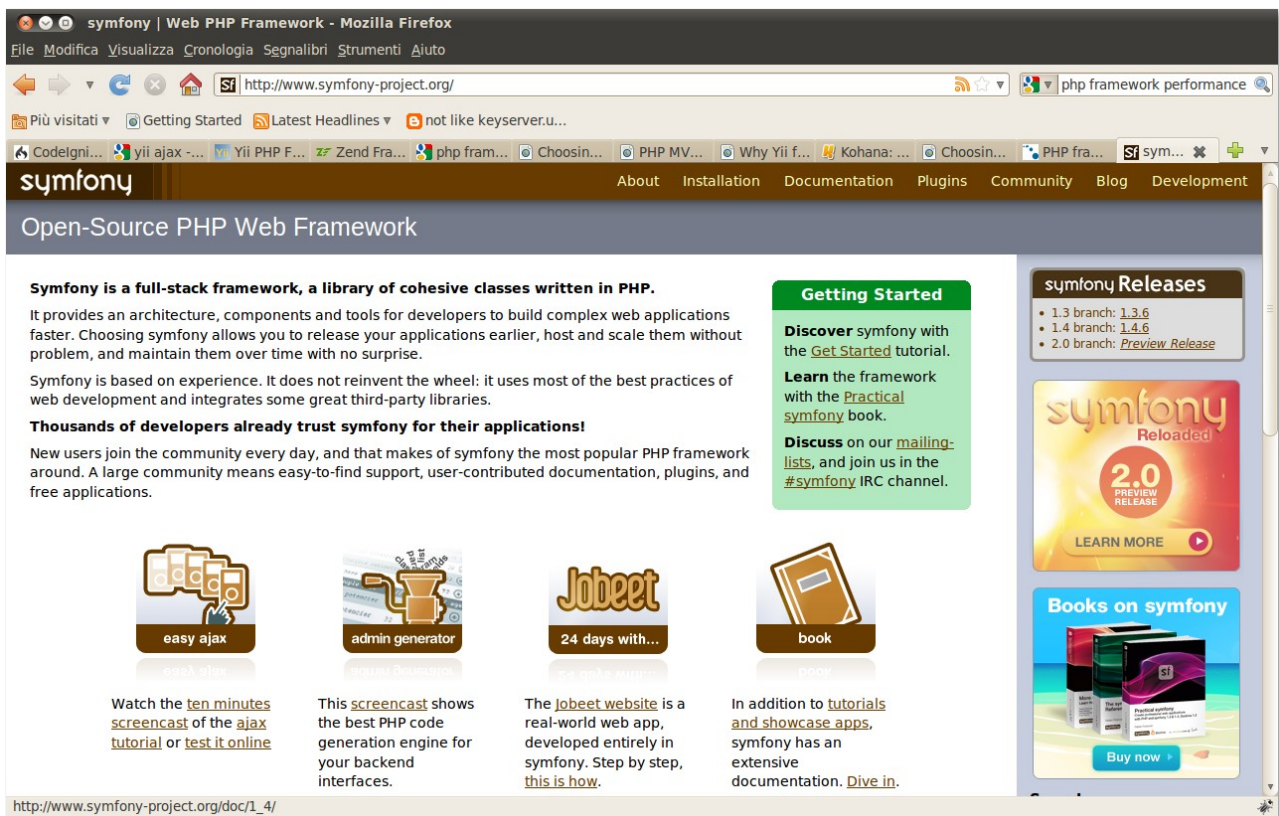 symfony | Web PHP Framework - Mozilla Firefox
File Modifica Visualizza Cronologia Segnalibri Strumenti Aiuto
http://www.symfony-project.org/
php framework performance
Più visitati Getting Started Latest Headlines not like keyserver.u...
CodeIgni... yii ajax -... Yii PHP F... Zend Fra... php fram... Choosin... PHP MV... Why Yii f... Kohana: ... Choosin... PHP fra... sym...
symfony
About Installation Documentation Plugins Community Blog Development
Open-Source PHP Web Framework
Symfony is a full-stack framework, a library of cohesive classes written in PHP.
It provides an architecture, components and tools for developers to build complex web applications
faster. Choosing symfony allows you to release your applications earlier, host and scale them without
problem, and maintain them over time with no surprise.
Symfony is based on experience. It does not reinvent the wheel: it uses most of the best practices of
web development and integrates some great third-party libraries.
Thousands of developers already trust symfony for their applications!
New users join the community every day, and that makes of symfony the most popular PHP framework
around. A large community means easy-to-find support, user-contributed documentation, plugins, and
free applications.
Getting Started
Discover symfony with
the Get Started tutorial.
Learn the framework
with the Practical
symfony book.
Discuss on our mailing-
lists, and join us in the
#symfony IRC channel.
symfony Releases
• 1.3 branch: 1.3.6
• 1.4 branch: 1.4.6
• 2.0 branch: Preview Release
symfony
Reloaded
2.0
PREVIEW
RELEASE
LEARN MORE
Books on symfony
Practical symfony
Buy now
easy ajax
Watch the ten minutes
screencast of the ajax
tutorial or test it online
admin generator
This screencast shows
the best PHP code
generation engine for
your backend
interfaces.
Jobeet
24 days with...
The Jobeet website is a
real-world web app,
developed entirely in
symfony. Step by step,
this is how.
book
In addition to tutorials
and showcase apps,
symfony has an
extensive
documentation. Dive in.
http://www.symfony-project.org/doc/1_4/